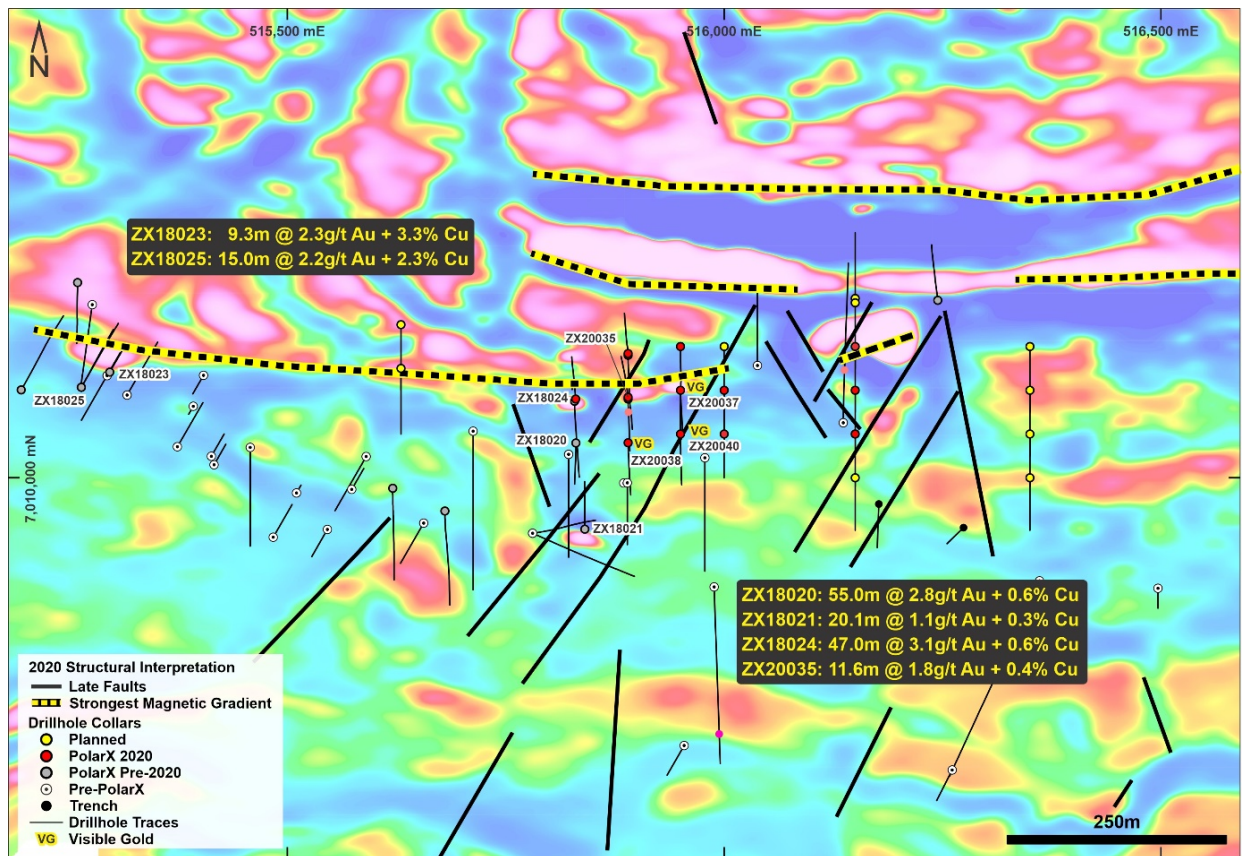 515,500 mE
516,000 mE
516,500 mE
N
ZX18023: 9.3m @ 2.3g/t Au + 3.3% Cu
ZX18025: 15.0m @ 2.2g/t Au + 2.3% Cu
ZX20035
ZX18023
ZX18025
ZX18024
VG
ZX20037
ZX18020
VG
VG
ZX20040
ZX20038
7,010,000 mN
ZX18021
ZX18020: 55.0m @ 2.8g/t Au + 0.6% Cu
ZX18021: 20.1m @ 1.1g/t Au + 0.3% Cu
ZX18024: 47.0m @ 3.1g/t Au + 0.6% Cu
ZX20035: 11.6m @ 1.8g/t Au + 0.4% Cu
2020 Structural Interpretation
Late Faults
Strongest Magnetic Gradient
Drillhole Collars
Planned
PolarX 2020
PolarX Pre-2020
Pre-PolarX
Trench
Drillhole Traces
VG Visible Gold
250m